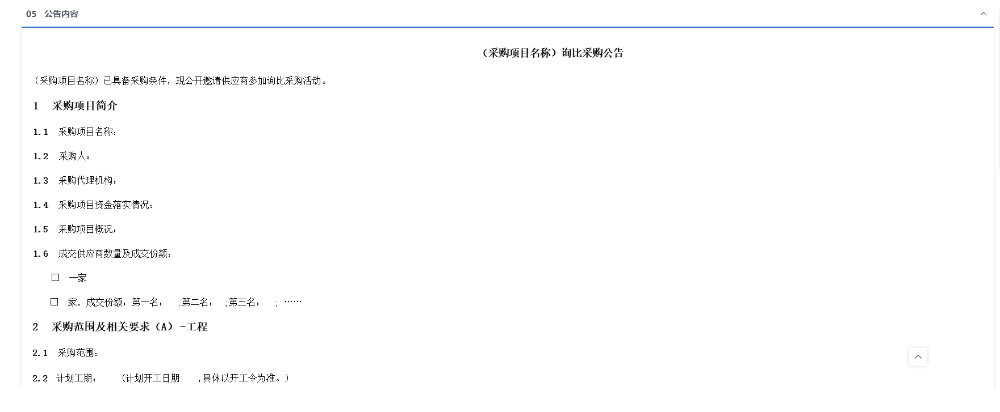 05 公告内容
（采购项目名称）询比采购公告
（采购项目名称）已具备采购条件，现公开邀请供应商参加询比采购活动。
1 采购项目简介
1.1 采购项目名称：
1.2 采购人：
1.3 采购代理机构：
1.4 采购项目资金落实情况：
1.5 采购项目概况：
1.6 成交供应商数量及成交份额：
□ 一家
□ 家，成交份额：第一名： ;第二名： ;第三名： ; ……
2 采购范围及相关要求（A）-工程
2.1 采购范围：
2.2 计划工期： （计划开工日期 ,具体以开工令为准。）